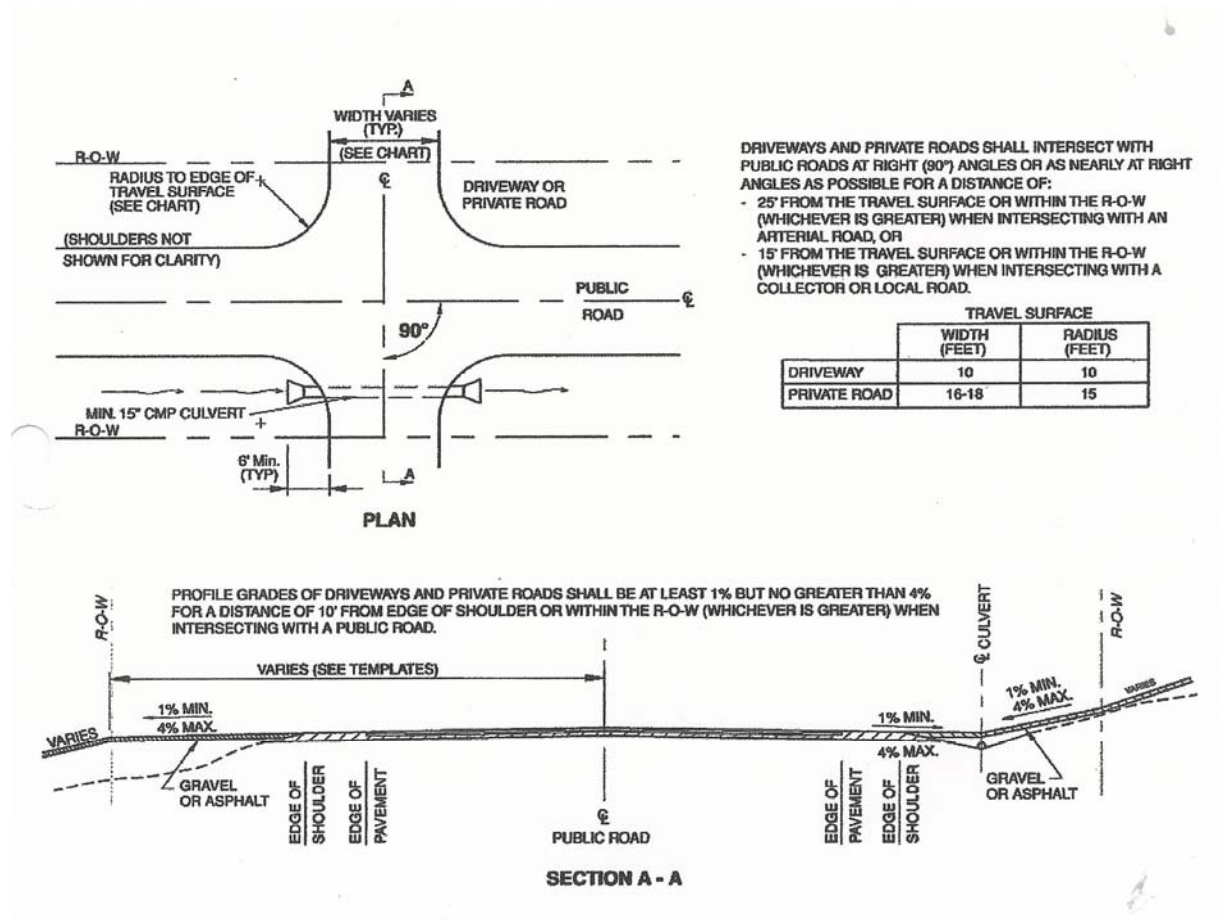 A
WIDTH VARIES
(TYP.)
(SEE CHART)
R-O-W
RADIUS TO EDGE OF
TRAVEL SURFACE
(SEE CHART)
℄
DRIVEWAY OR
PRIVATE ROAD
(SHOULDERS NOT
SHOWN FOR CLARITY)
PUBLIC
ROAD
℄
90°
MIN. 15" CMP CULVERT
R-O-W
6' Min.
(TYP)
A
PLAN
DRIVEWAYS AND PRIVATE ROADS SHALL INTERSECT WITH
PUBLIC ROADS AT RIGHT (90°) ANGLES OR AS NEARLY AT RIGHT
ANGLES AS POSSIBLE FOR A DISTANCE OF:
- 25' FROM THE TRAVEL SURFACE OR WITHIN THE R-O-W
(WHICHEVER IS GREATER) WHEN INTERSECTING WITH AN
ARTERIAL ROAD, OR
- 15' FROM THE TRAVEL SURFACE OR WITHIN THE R-O-W
(WHICHEVER IS GREATER) WHEN INTERSECTING WITH A
COLLECTOR OR LOCAL ROAD.
TRAVEL SURFACE
WIDTH (FEET) RADIUS (FEET)
DRIVEWAY 10 10
PRIVATE ROAD 16-18 15
PROFILE GRADES OF DRIVEWAYS AND PRIVATE ROADS SHALL BE AT LEAST 1% BUT NO GREATER THAN 4%
FOR A DISTANCE OF 10' FROM EDGE OF SHOULDER OR WITHIN THE R-O-W (WHICHEVER IS GREATER) WHEN
INTERSECTING WITH A PUBLIC ROAD.
R-O-W
VARIES (SEE TEMPLATES)
℄ CULVERT
R-O-W
VARIES
1% MIN.
4% MAX.
1% MIN.
4% MAX.
1% MIN.
4% MAX.
VARIES
GRAVEL
OR ASPHALT
EDGE OF
SHOULDER
EDGE OF
PAVEMENT
℄
PUBLIC ROAD
EDGE OF
PAVEMENT
EDGE OF
SHOULDER
GRAVEL
OR ASPHALT
SECTION A - A